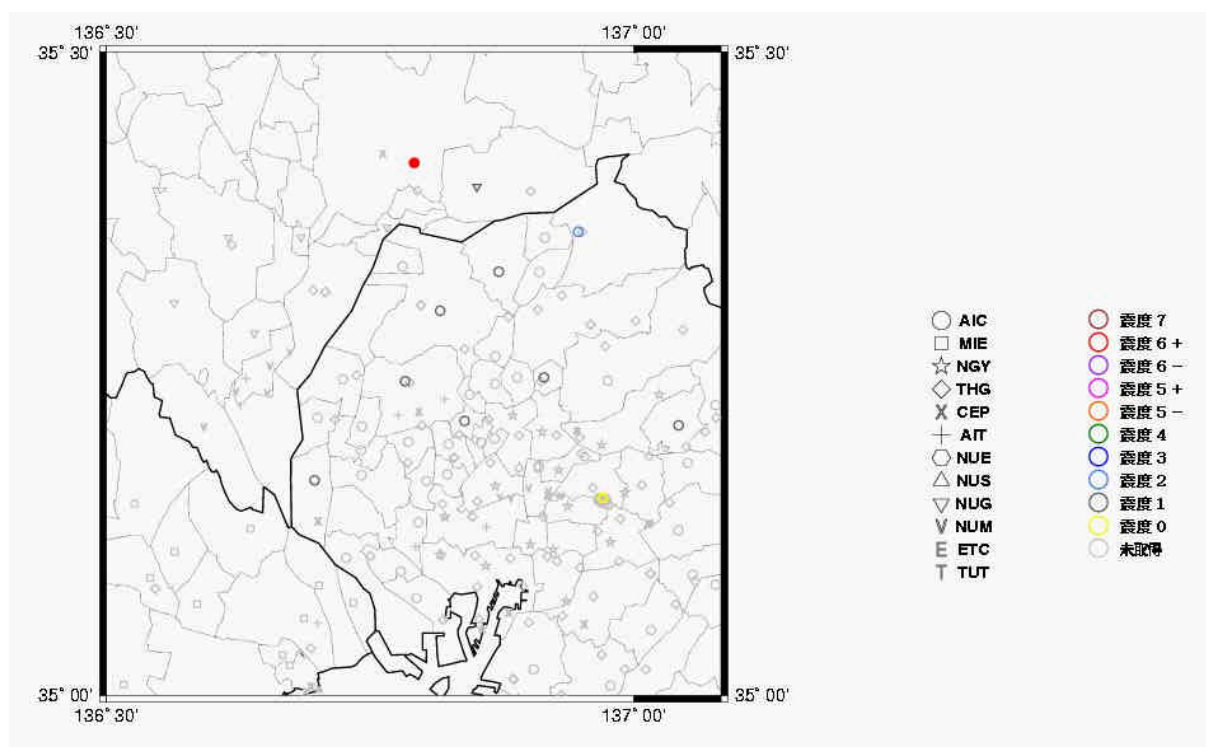 136° 30'
137° 00'
35° 30'
35° 30'
AIC
MIE
NGY
THG
CEP
AIT
NUE
NUS
NUG
NUM
ETC
TUT
震度 7
震度 6 +
震度 6 −
震度 5 +
震度 5 −
震度 4
震度 3
震度 2
震度 1
震度 0
未取得
35° 00'
35° 00'
136° 30'
137° 00'